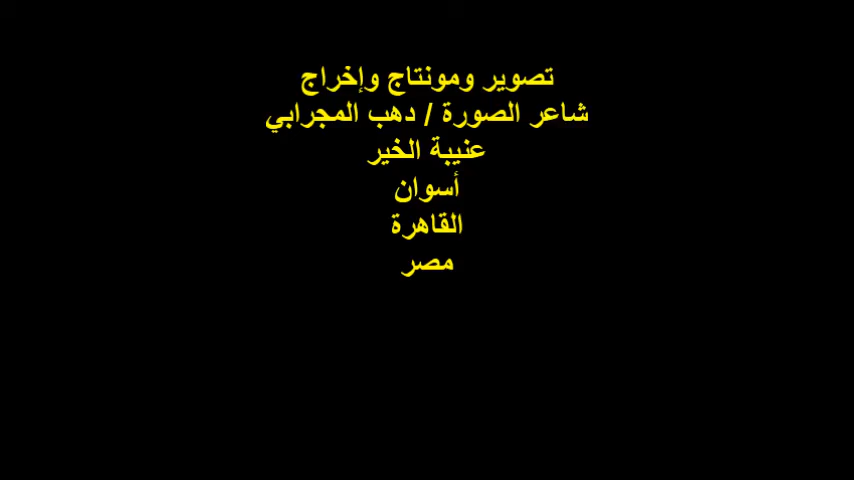 تصوير ومونتاج وإخراج
شاعر الصورة / دهب المجرابي
عنيبة الخير
أسوان
القاهرة
مصر